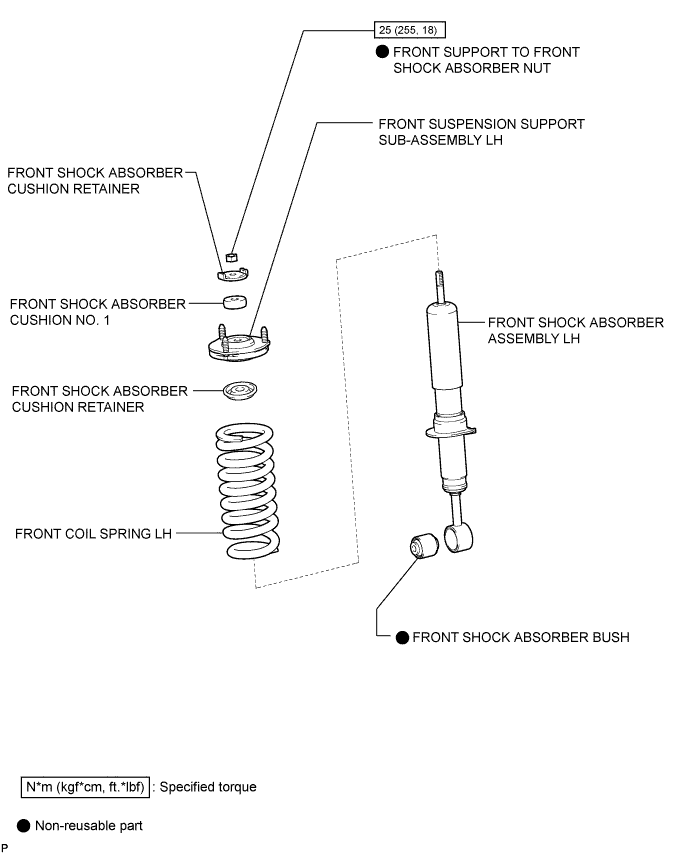 25 (255, 18)
FRONT SUPPORT TO FRONT
SHOCK ABSORBER NUT
FRONT SUSPENSION SUPPORT
SUB-ASSEMBLY LH
FRONT SHOCK ABSORBER
CUSHION RETAINER
FRONT SHOCK ABSORBER
CUSHION NO. 1
FRONT SHOCK ABSORBER
ASSEMBLY LH
FRONT SHOCK ABSORBER
CUSHION RETAINER
FRONT COIL SPRING LH
FRONT SHOCK ABSORBER BUSH
N*m (kgf*cm, ft.*lbf) : Specified torque
Non-reusable part
P